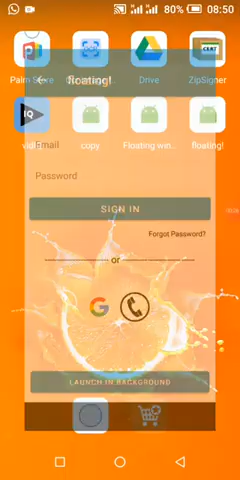 80% 08:50
Palm Store Drive ZipSigner
← floating!
Email copy Floating win... floating!
Password
SIGN IN
Forgot Password?
or
LAUNCH IN BACKGROUND